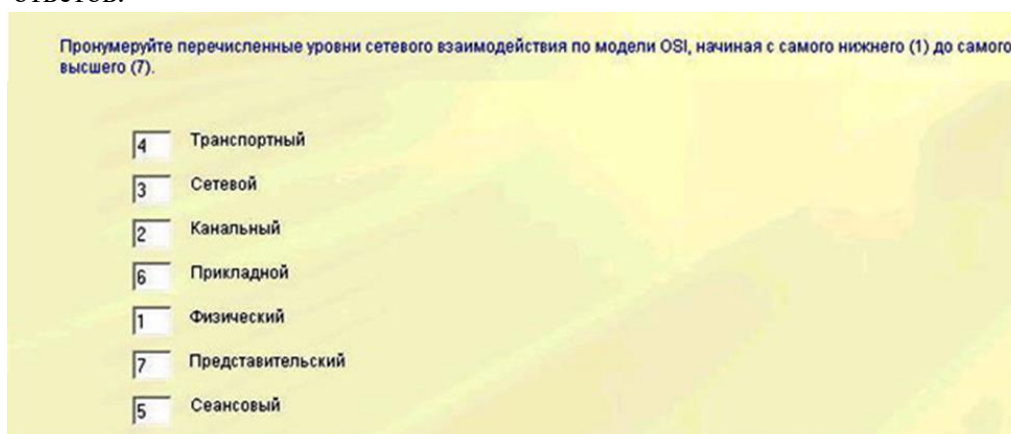 ответов.
Пронумеруйте перечисленные уровни сетевого взаимодействия по модели OSI, начиная с самого нижнего (1) до самого
высшего (7).
4 Транспортный
3 Сетевой
2 Канальный
6 Прикладной
1 Физический
7 Представительский
5 Сеансовый